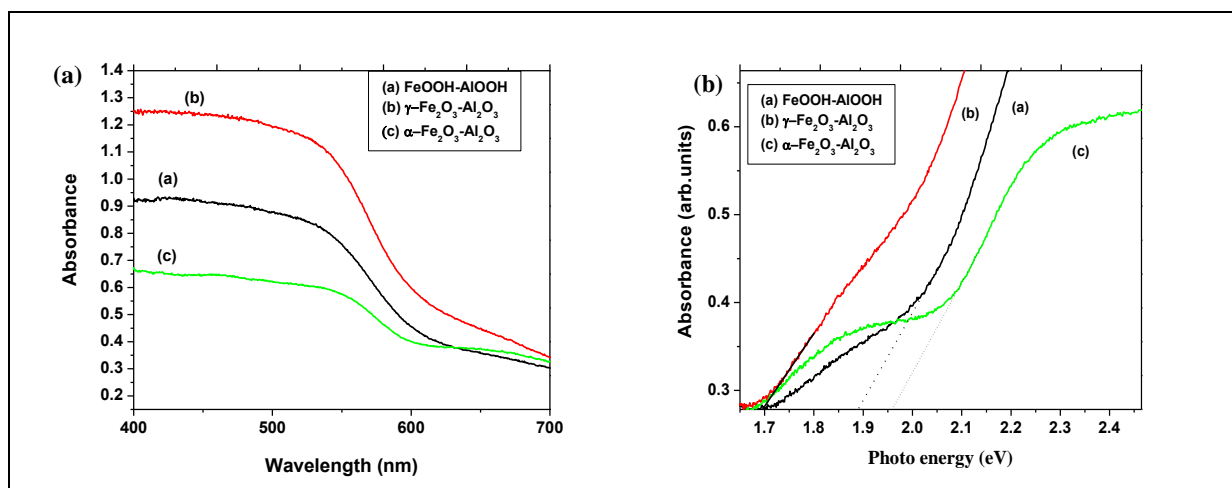 (a)
1.4
1.3
1.2
1.1
1.0
0.9
0.8
0.7
0.6
0.5
0.4
0.3
0.2
Absorbance
(a) FeOOH-AlOOH
(b) γ–Fe₂O₃-Al₂O₃
(c) α–Fe₂O₃-Al₂O₃
(b)
(a)
(c)
400
500
600
700
Wavelength (nm)
(b)
0.6
0.5
0.4
0.3
Absorbance (arb.units)
(a) FeOOH-AlOOH
(b) γ–Fe₂O₃-Al₂O₃
(c) α–Fe₂O₃-Al₂O₃
(b)
(a)
(c)
1.7
1.8
1.9
2.0
2.1
2.2
2.3
2.4
Photo energy (eV)